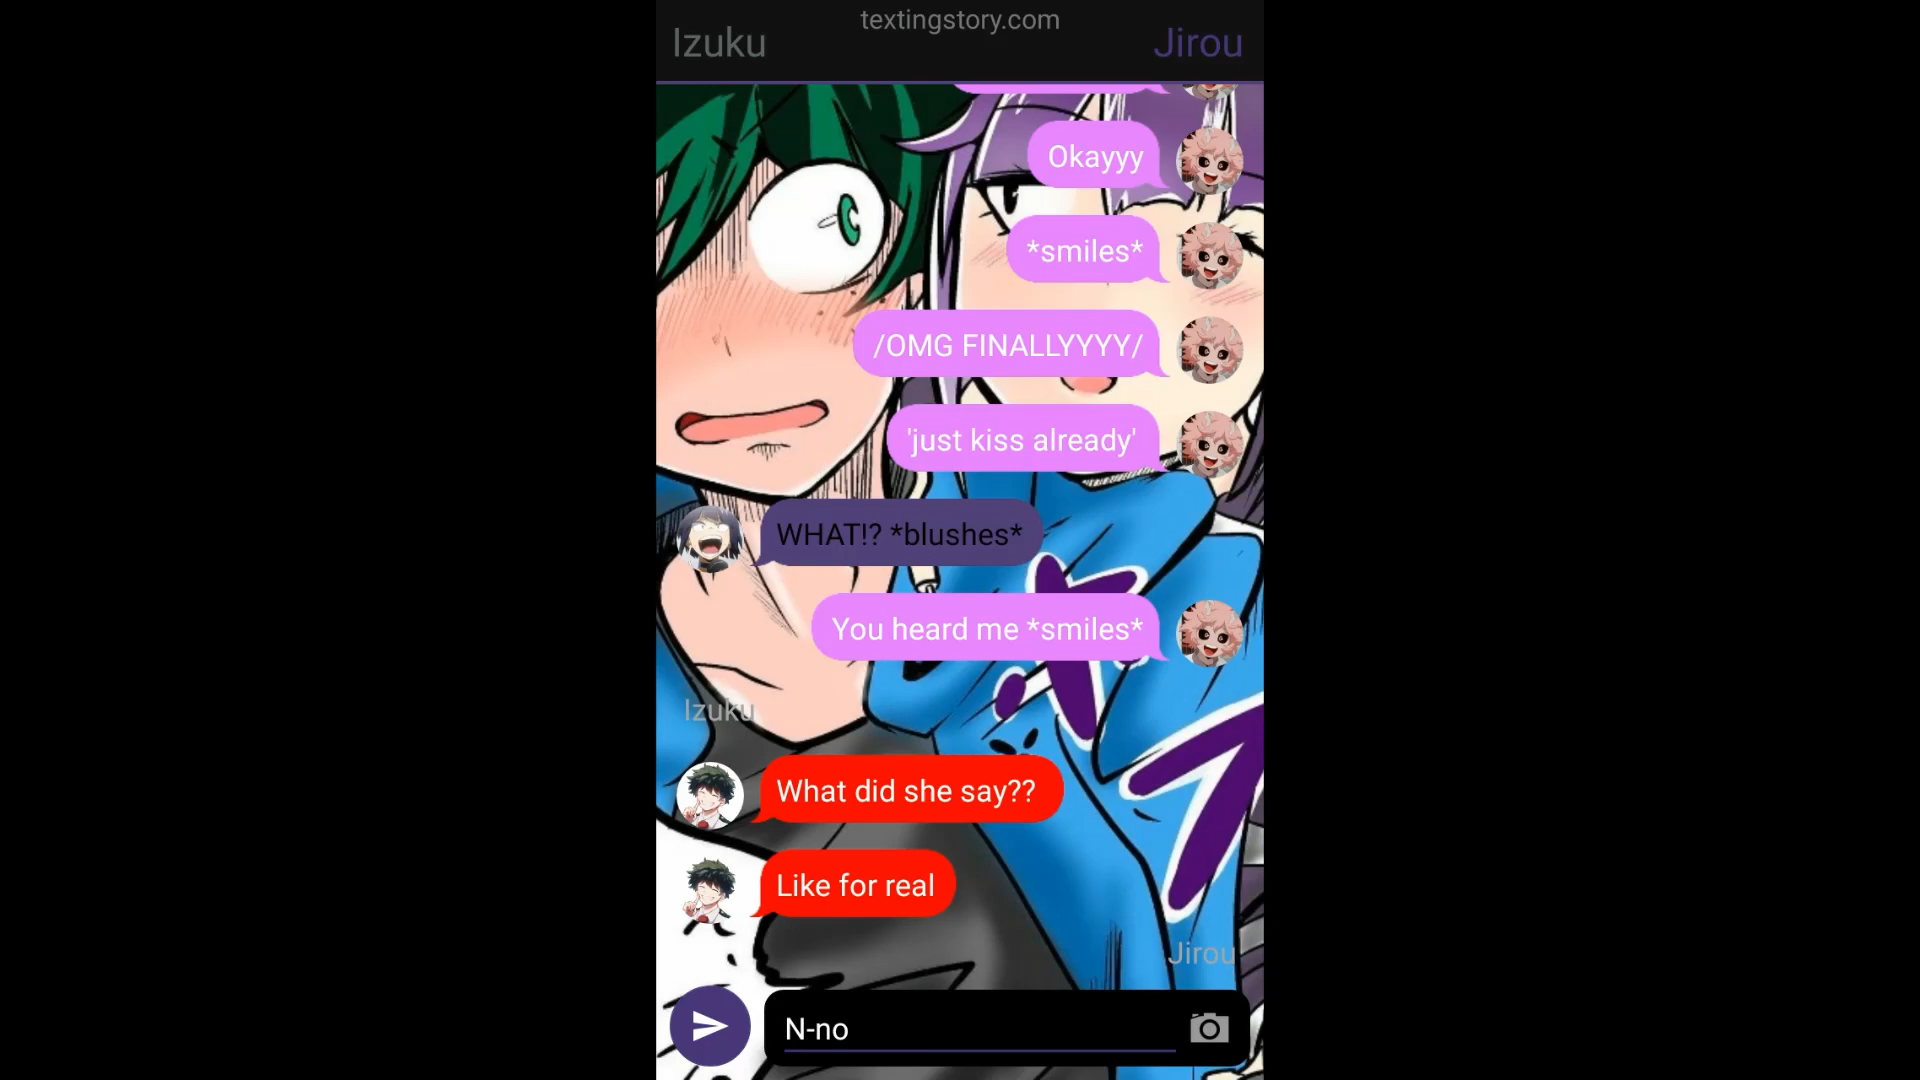 textingstory.com
Izuku
Jirou
Okayyy
*smiles*
/OMG FINALLYYYY/
'just kiss already'
WHAT!? *blushes*
You heard me *smiles*
Izuku
What did she say??
Like for real
Jirou
N-no